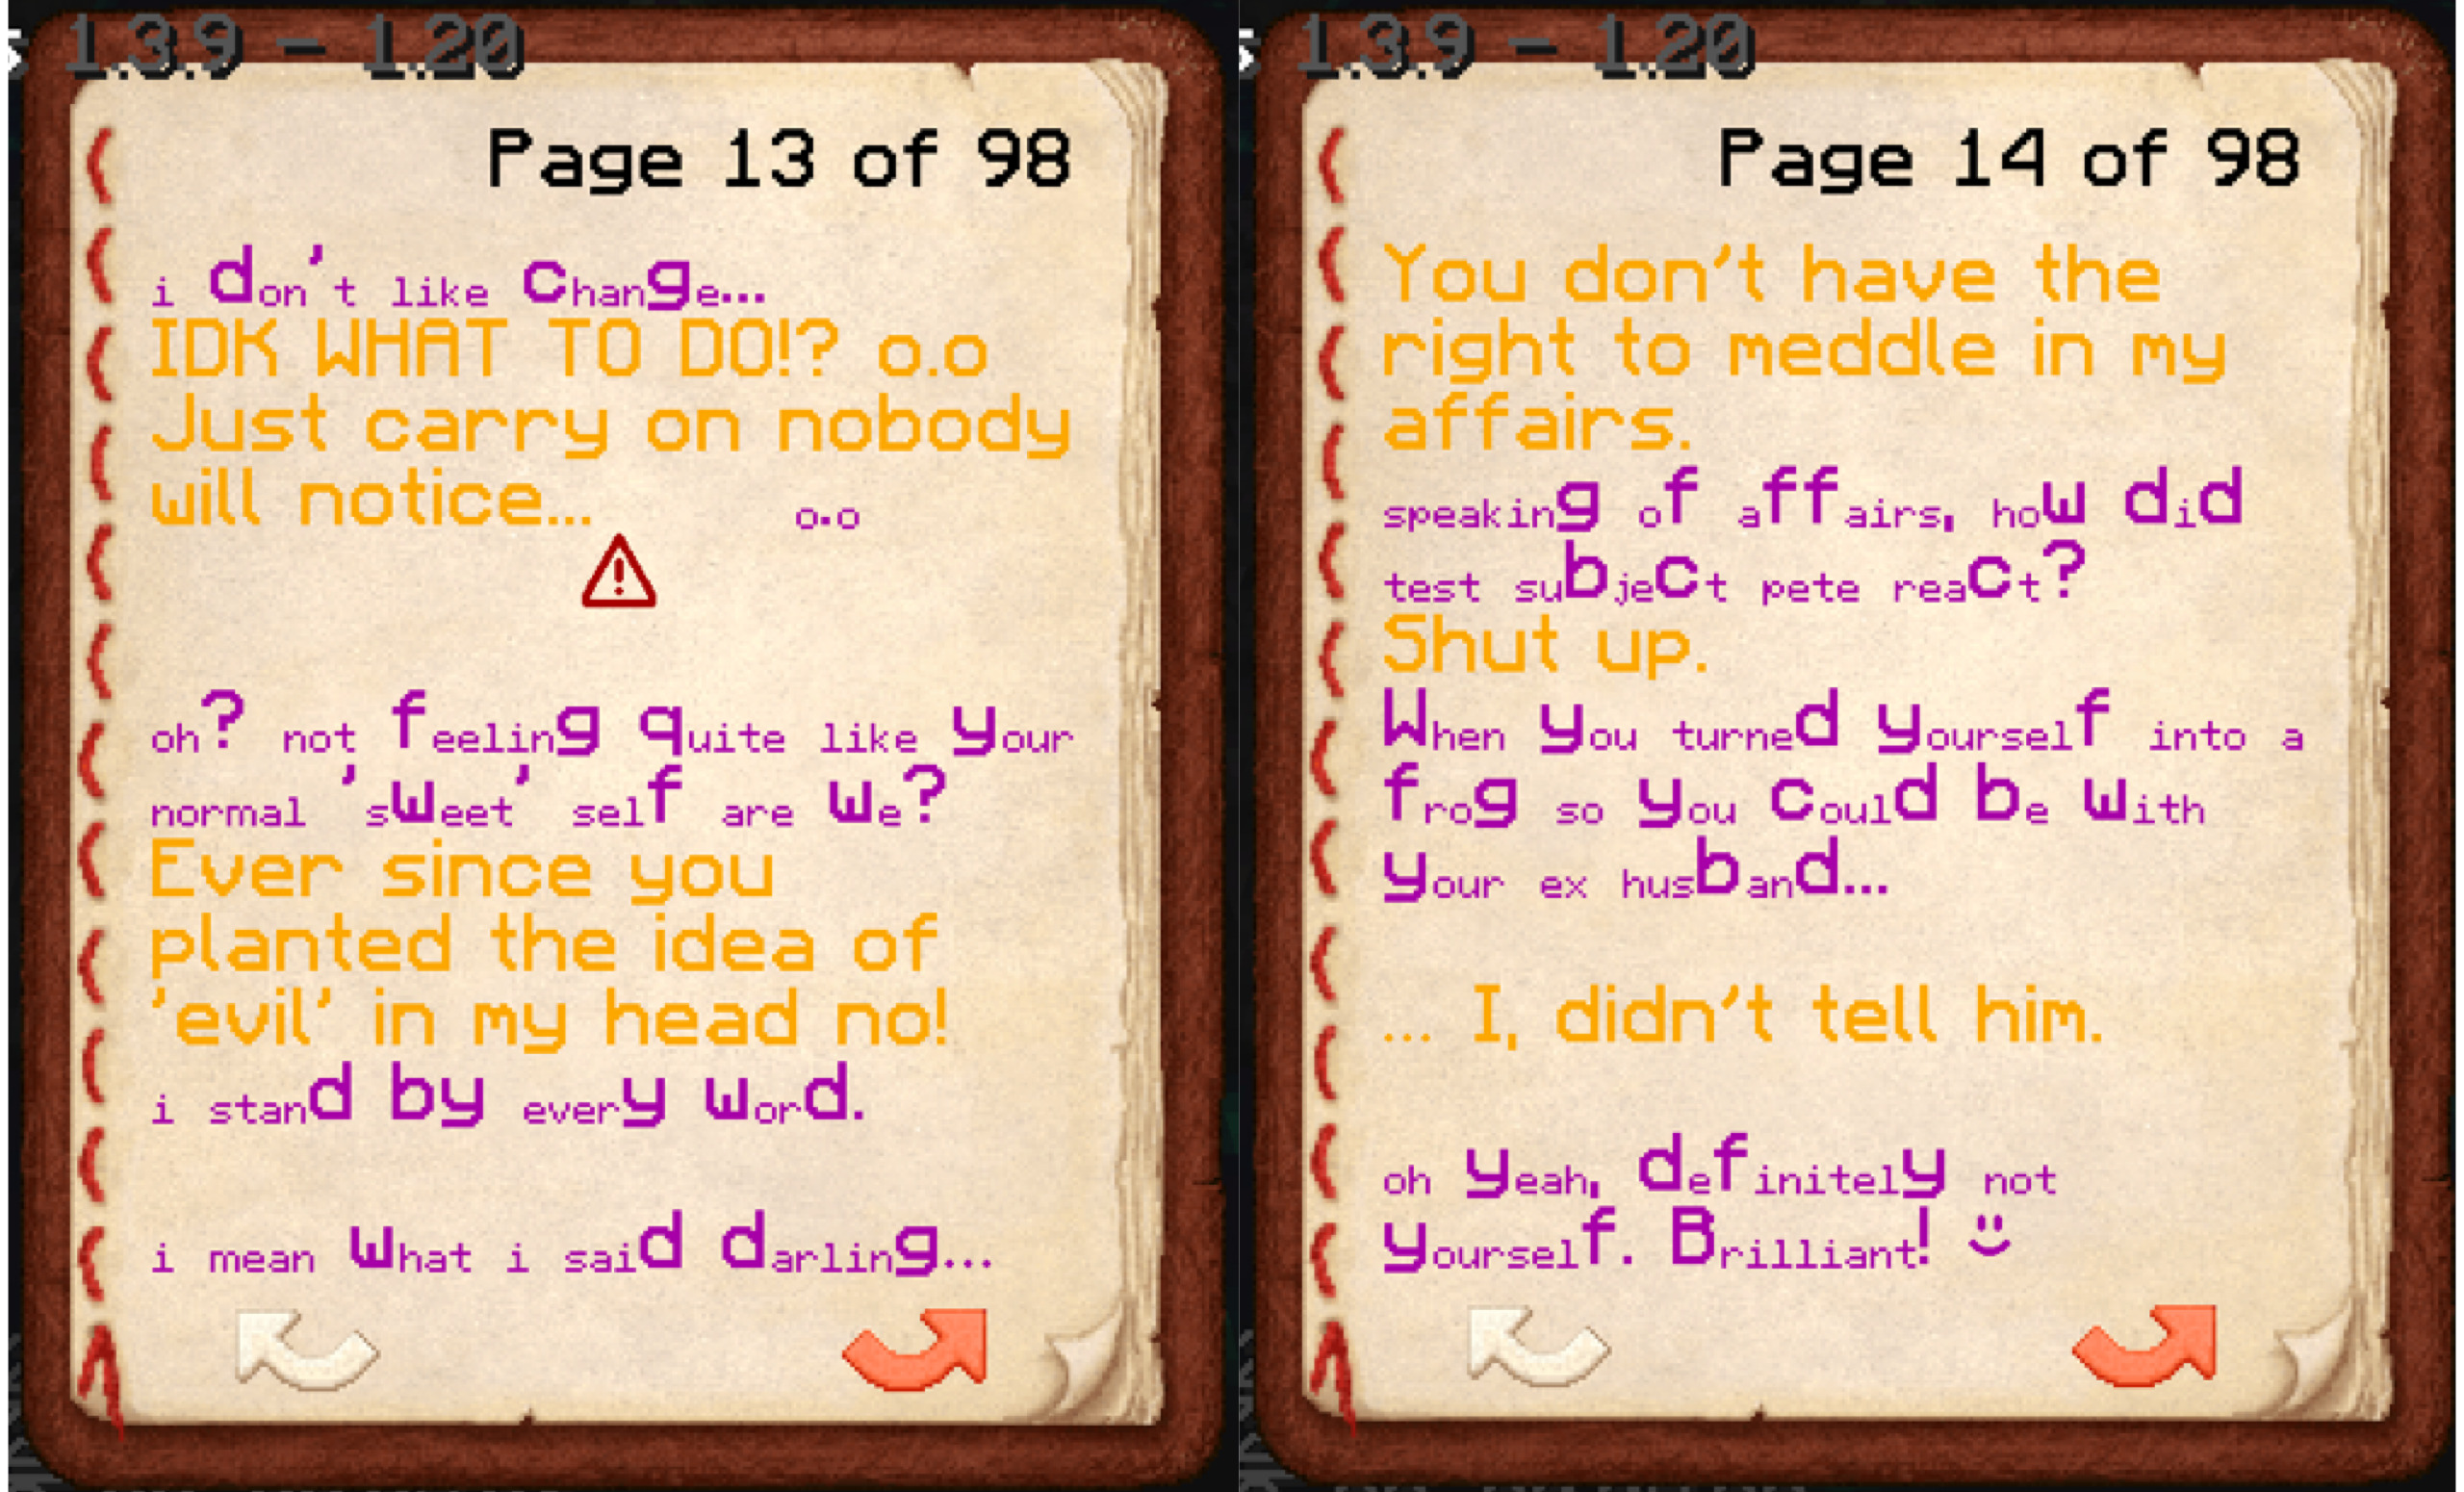 1.3.9 - 1.20
Page 13 of 98
i don't like change...
IDK WHAT TO DO!? o.o
Just carry on nobody
will notice... o.o
oh? not feeling quite like your
normal 'sweet' self are we?
Ever since you
planted the idea of
'evil' in my head no!
i stand by every word.
i mean what i said darling...
s 1.3.9 - 1.20
Page 14 of 98
You don't have the
right to meddle in my
affairs.
speaking of affairs, how did
test subject pete react?
Shut up.
When you turned yourself into a
frog so you could be with
your ex husband...
... I, didn't tell him.
oh yeah, definitely not
yourself. Brilliant! :)